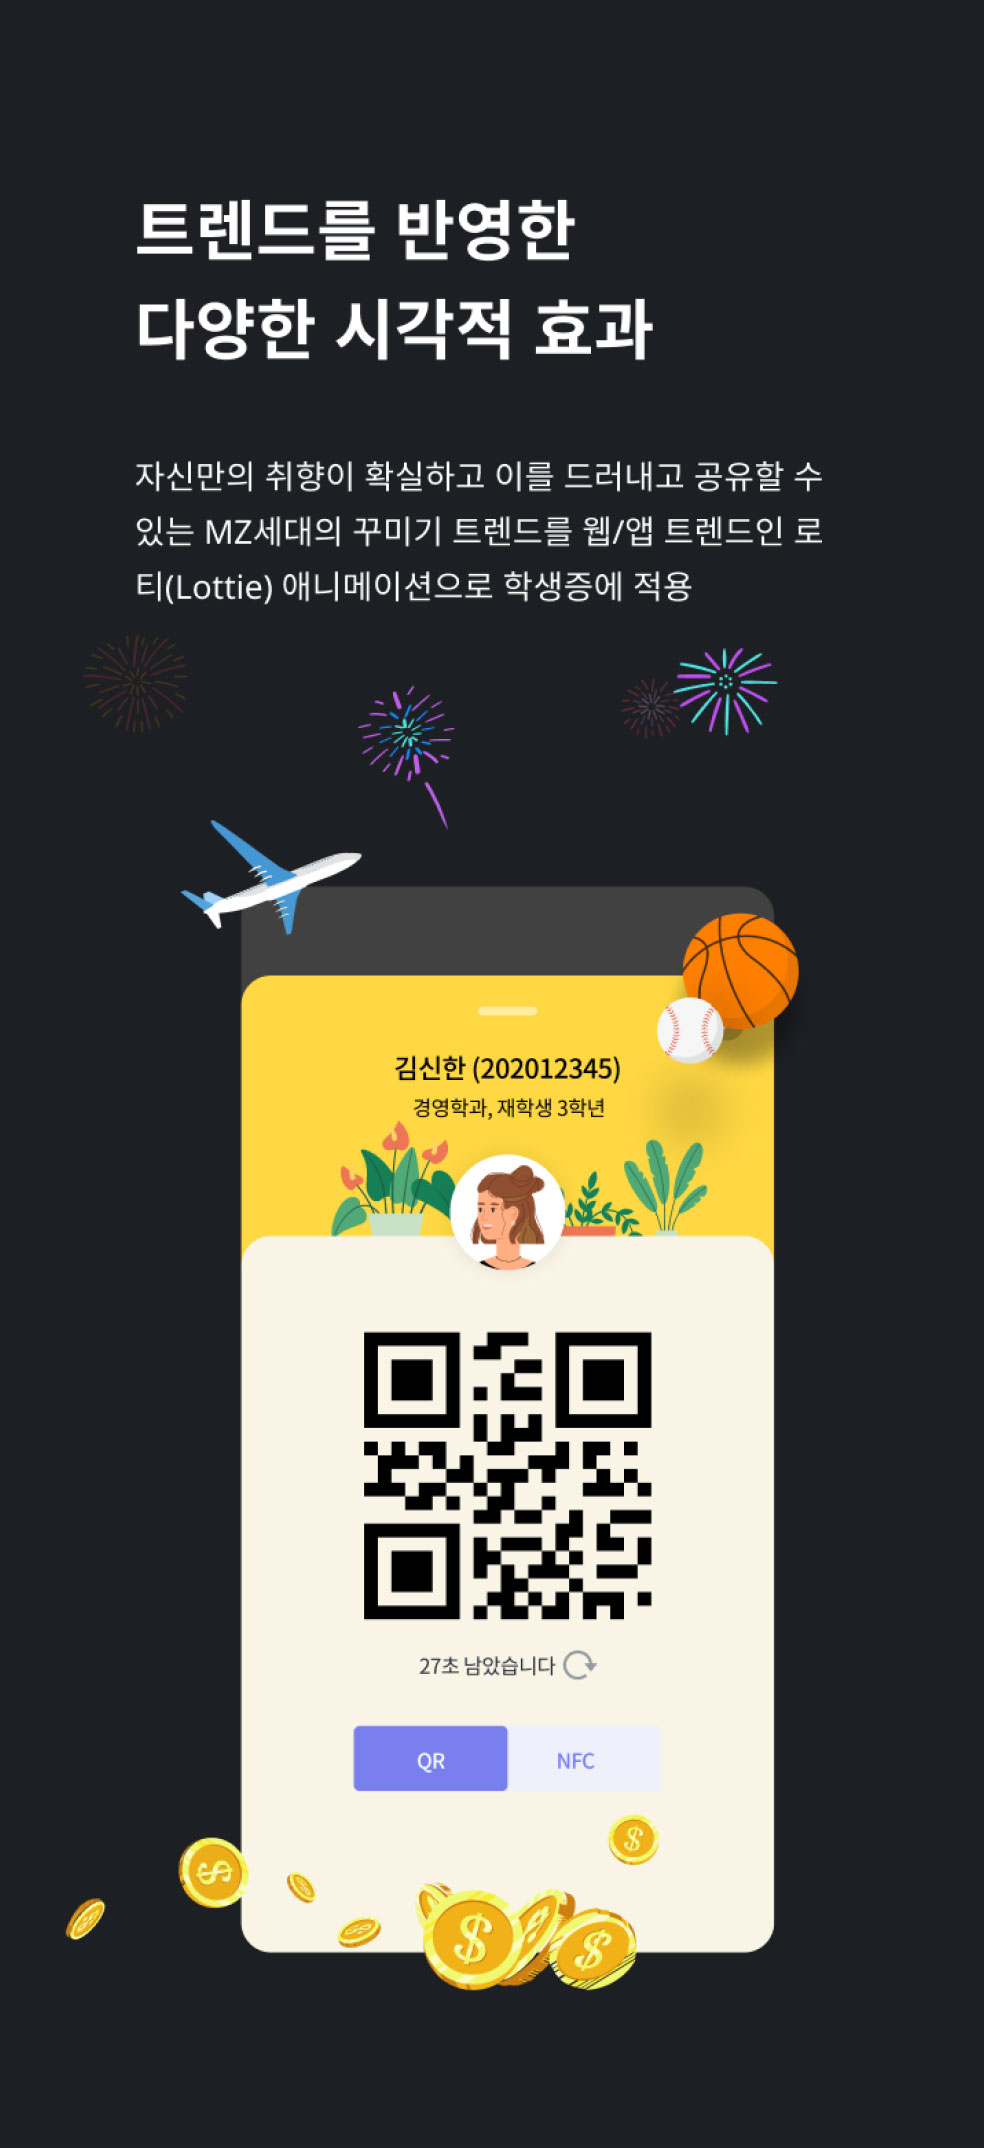 트렌드를 반영한
다양한 시각적 효과
자신만의 취향이 확실하고 이를 드러내고 공유할 수
있는 MZ세대의 꾸미기 트렌드를 웹/앱 트렌드인 로
티(Lottie) 애니메이션으로 학생증에 적용
김신한 (202012345)
경영학과, 재학생 3학년
27초 남았습니다
QR
NFC